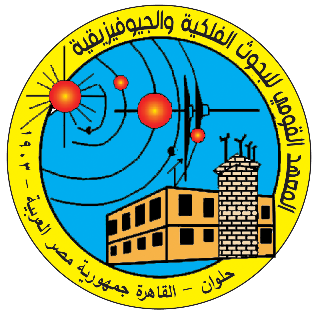 المعهد القومي للبحوث الفلكية والجيوفيزيقية
حلوان - القاهرة جمهورية مصر العربية - ١٩٠٣